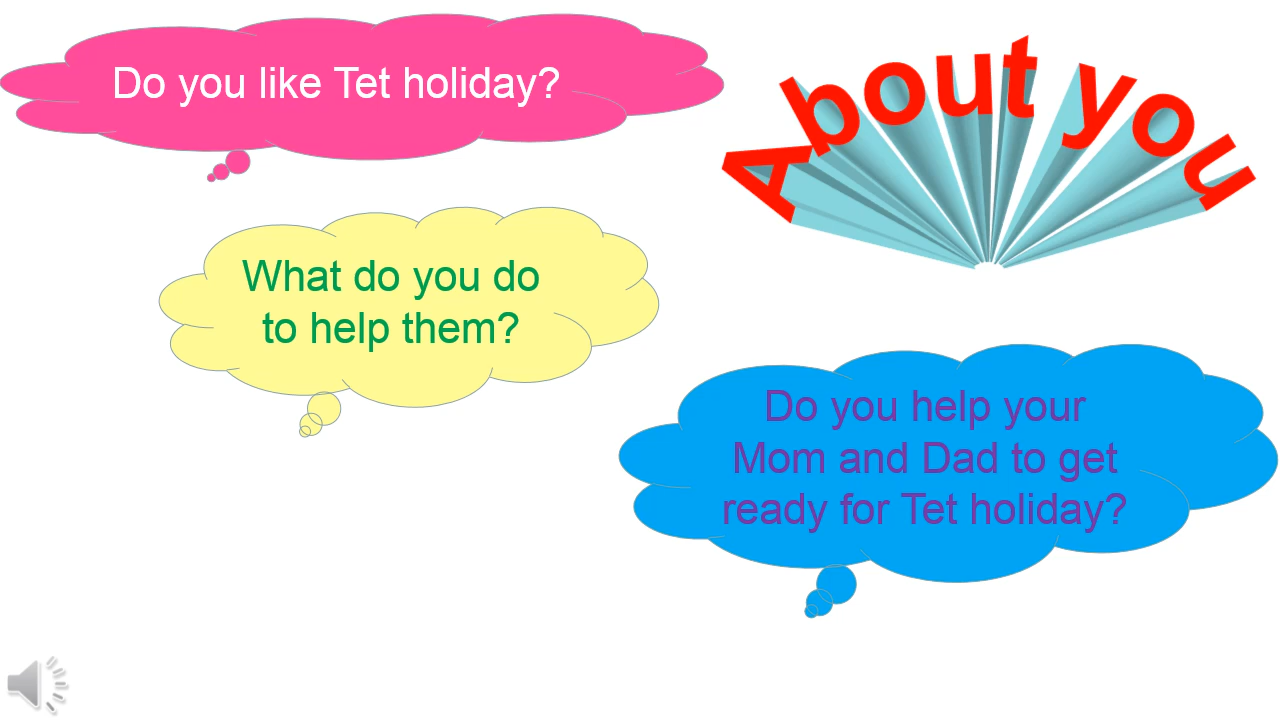 Do you like Tet holiday?
About you
What do you do
to help them?
Do you help your
Mom and Dad to get
ready for Tet holiday?